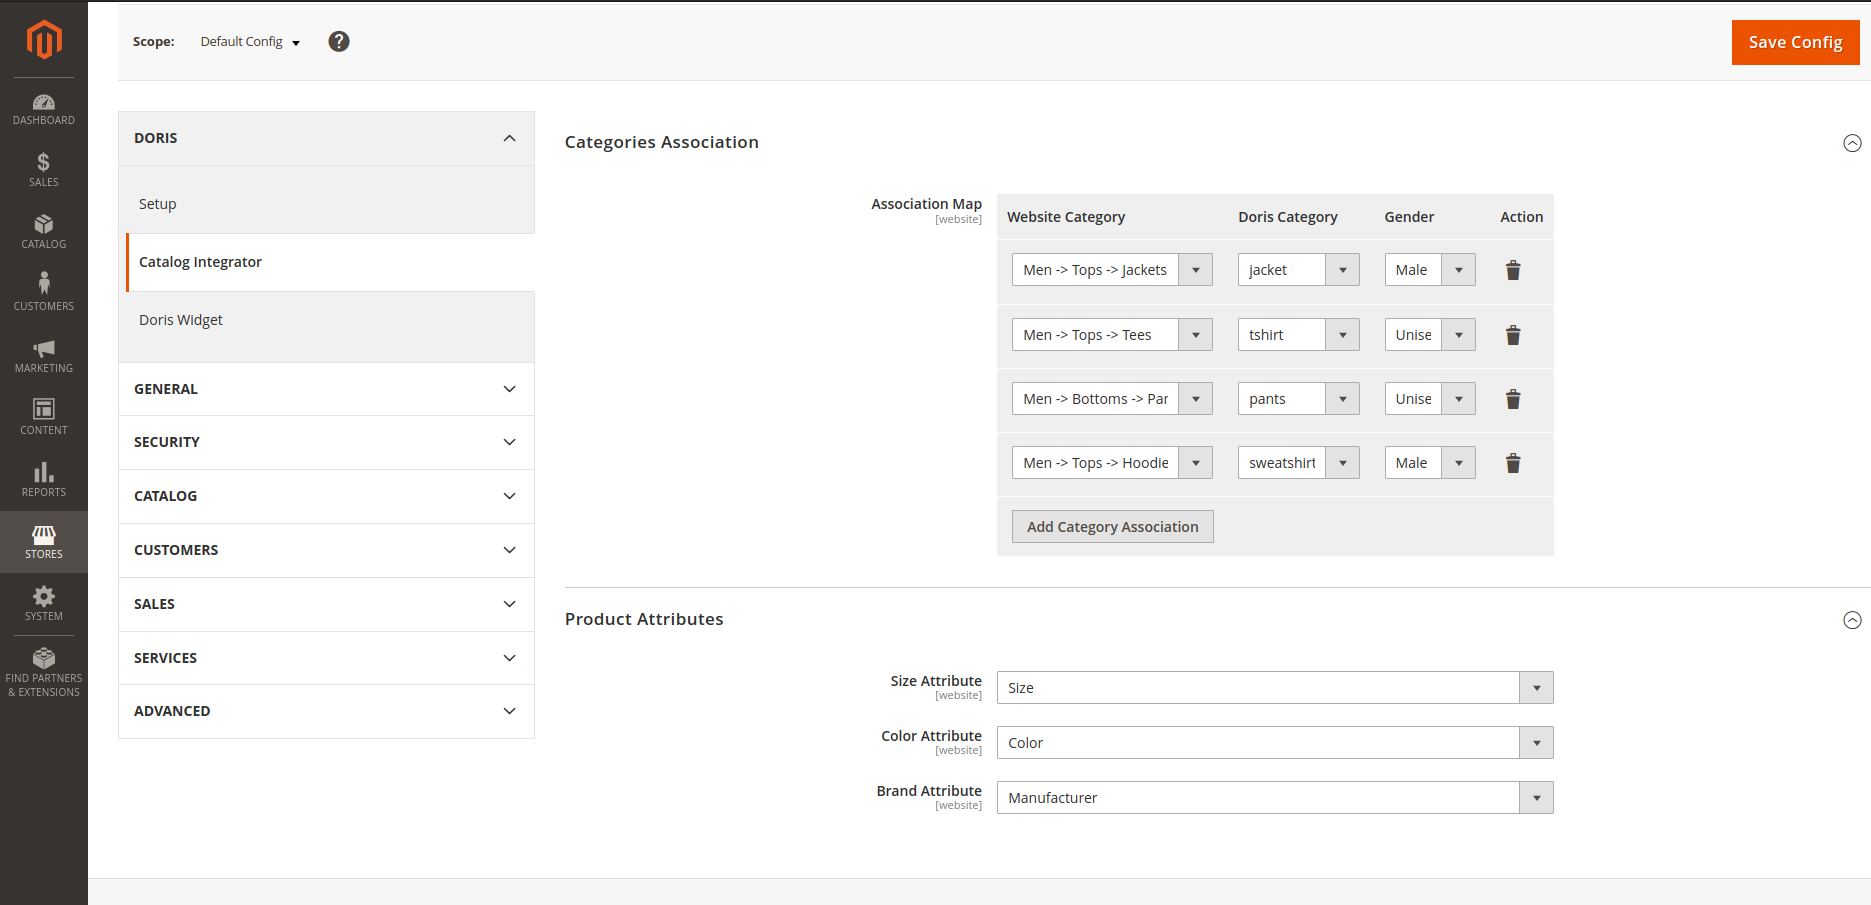 Scope: Default Config ?
Save Config
DASHBOARD
SALES
CATALOG
CUSTOMERS
MARKETING
CONTENT
REPORTS
STORES
SYSTEM
FIND PARTNERS
& EXTENSIONS
DORIS
Setup
Catalog Integrator
Doris Widget
GENERAL
SECURITY
CATALOG
CUSTOMERS
SALES
SERVICES
ADVANCED
Categories Association
Association Map
[website]
Website Category Doris Category Gender Action
Men -> Tops -> Jackets jacket Male
Men -> Tops -> Tees tshirt Unise
Men -> Bottoms -> Par pants Unise
Men -> Tops -> Hoodie sweatshirt Male
Add Category Association
Product Attributes
Size Attribute Size
[website]
Color Attribute Color
[website]
Brand Attribute Manufacturer
[website]